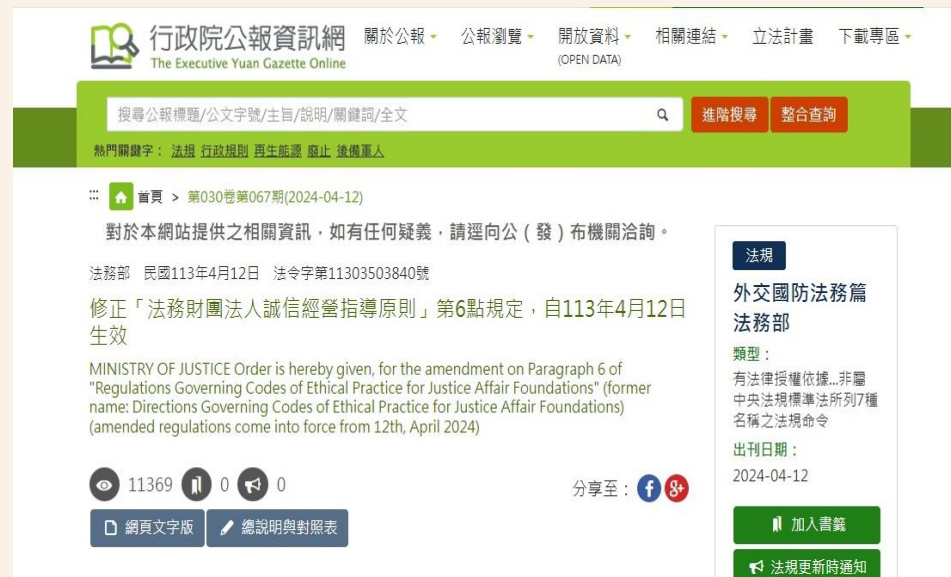 行政院公報資訊網
The Executive Yuan Gazette Online
關於公報
公報瀏覽
開放資料
(OPEN DATA)
相關連結
立法計畫
下載專區
搜尋公報標題/公文字號/主旨/說明/關鍵詞/全文
進階搜尋
整合查詢
熱門關鍵字： 法規 行政規則 再生能源 廢止 後備軍人
::: 首頁 > 第030卷第067期(2024-04-12)
對於本網站提供之相關資訊，如有任何疑義，請逕向公（發）布機關洽詢。
法務部 民國113年4月12日 法令字第11303503840號
修正「法務財團法人誠信經營指導原則」第6點規定，自113年4月12日
生效
MINISTRY OF JUSTICE Order is hereby given, for the amendment on Paragraph 6 of
"Regulations Governing Codes of Ethical Practice for Justice Affair Foundations" (former
name: Directions Governing Codes of Ethical Practice for Justice Affair Foundations)
(amended regulations come into force from 12th, April 2024)
11369 0 0
分享至： f 8+
網頁文字版
總說明與對照表
法規
外交國防法務篇
法務部
類型：
有法律授權依據...非屬
中央法規標準法所列7種
名稱之法規命令
出刊日期：
2024-04-12
加入書籤
法規更新時通知